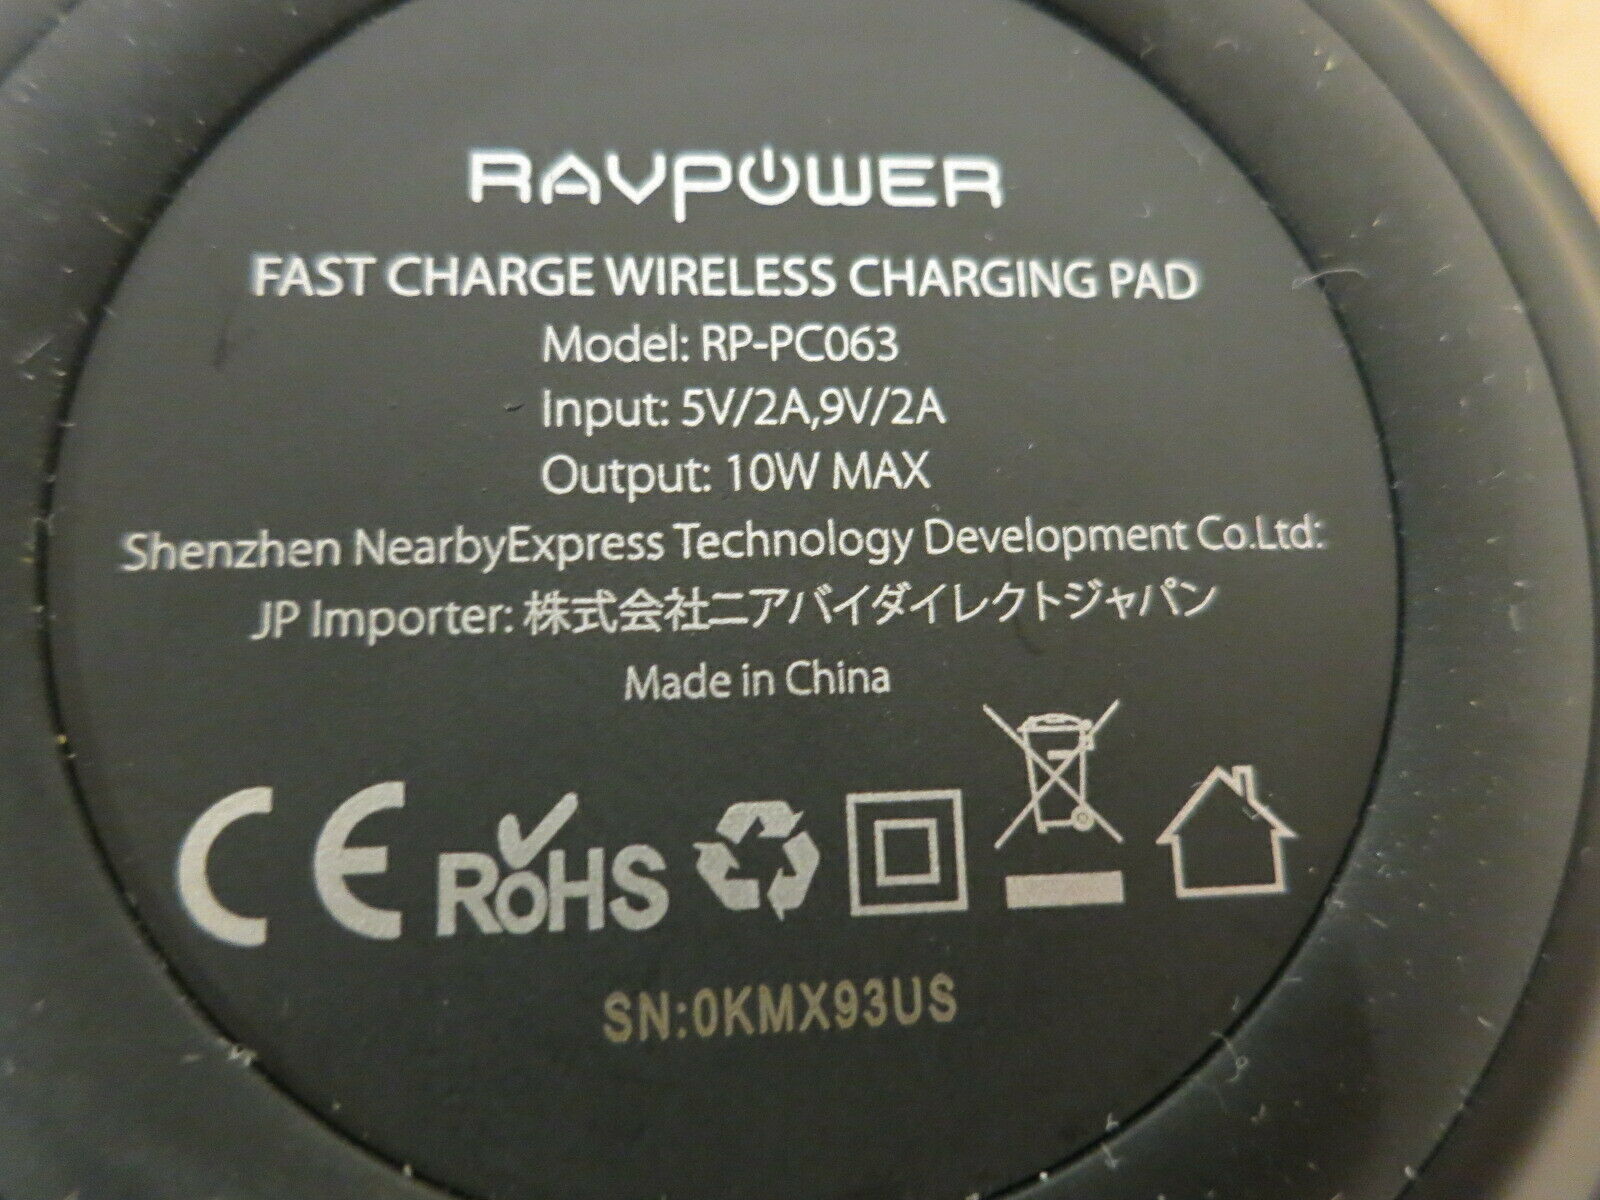 RAVPOWER
FAST CHARGE WIRELESS CHARGING PAD
Model: RP-PC063
Input: 5V/2A,9V/2A
Output: 10W MAX
Shenzhen NearbyExpress Technology Development Co.Ltd:
JP Importer: 株式会社ニアバイダイレクトジャパン
Made in China
CE RoHS
SN:0KMX93US